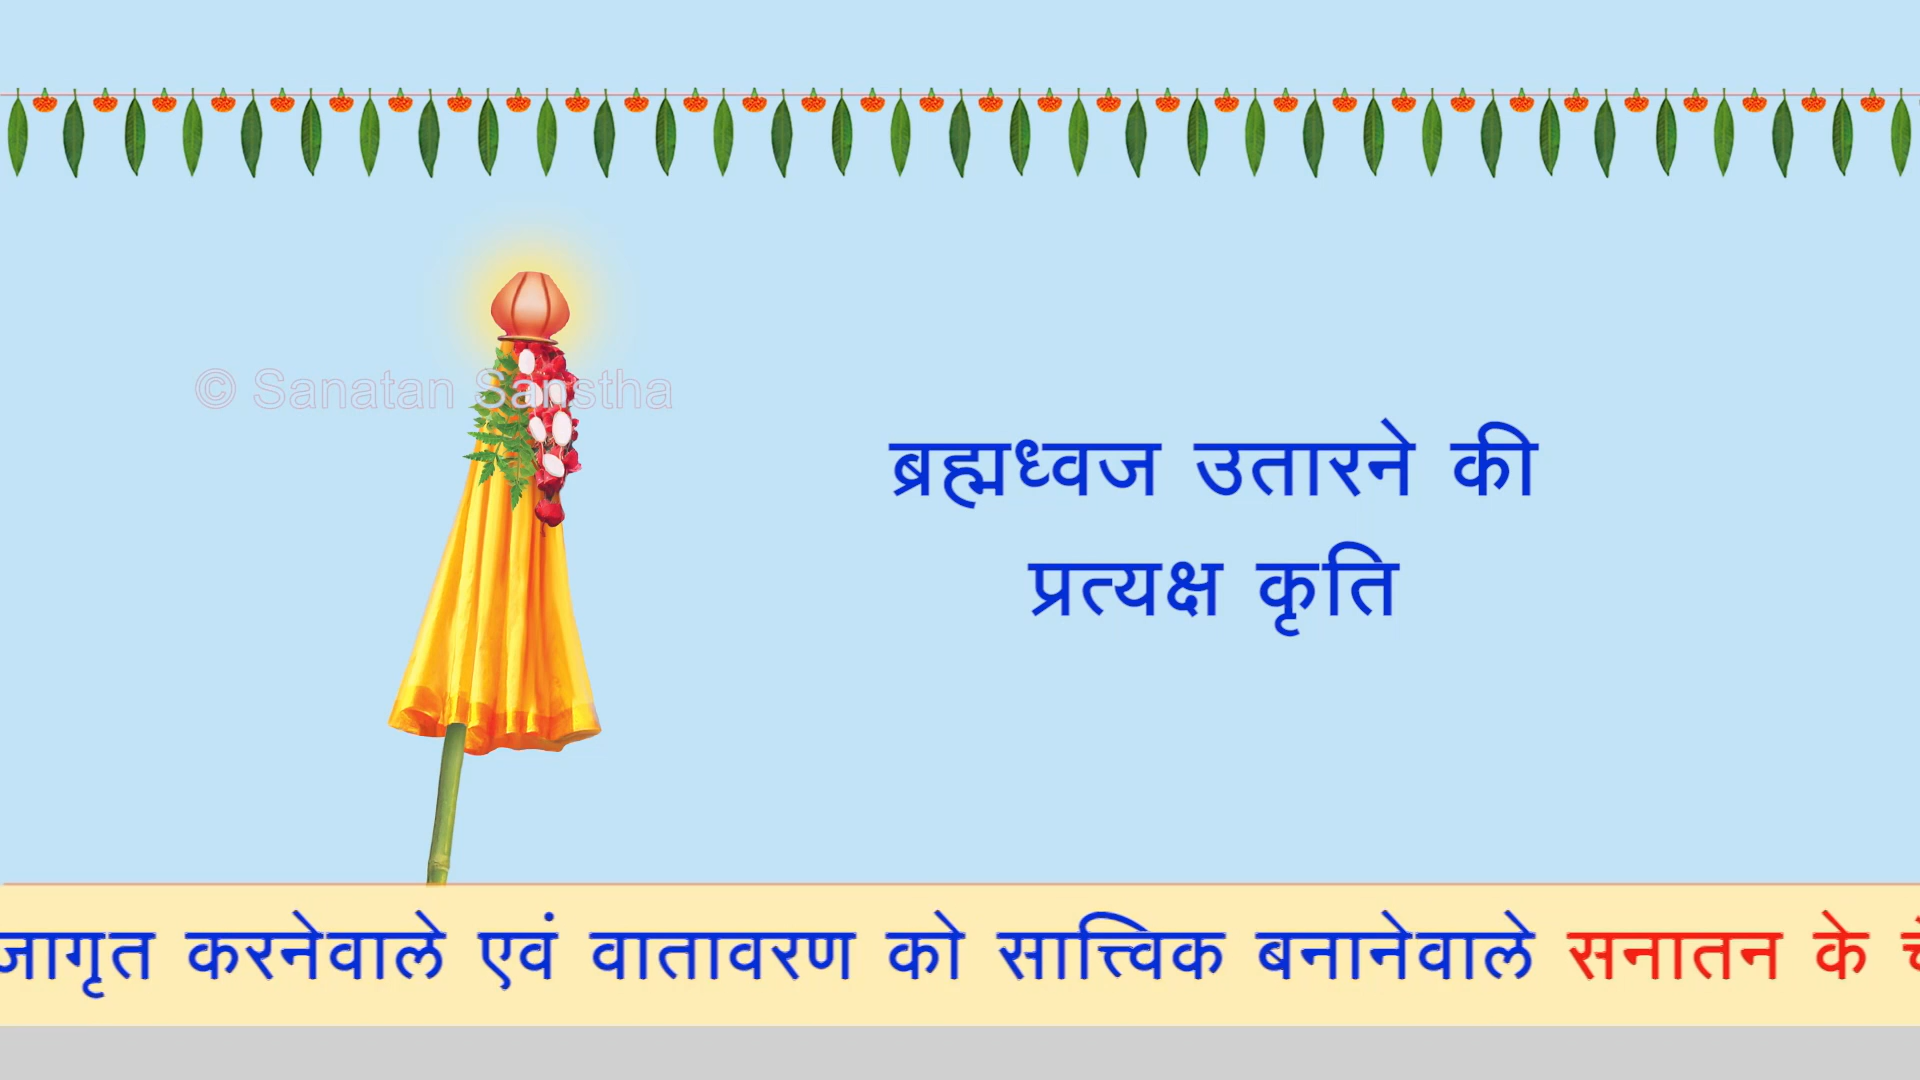 © Sanatan Sanstha
ब्रह्मध्वज उतारने की
प्रत्यक्ष कृति
जागृत करनेवाले एवं वातावरण को सात्त्विक बनानेवाले सनातन के